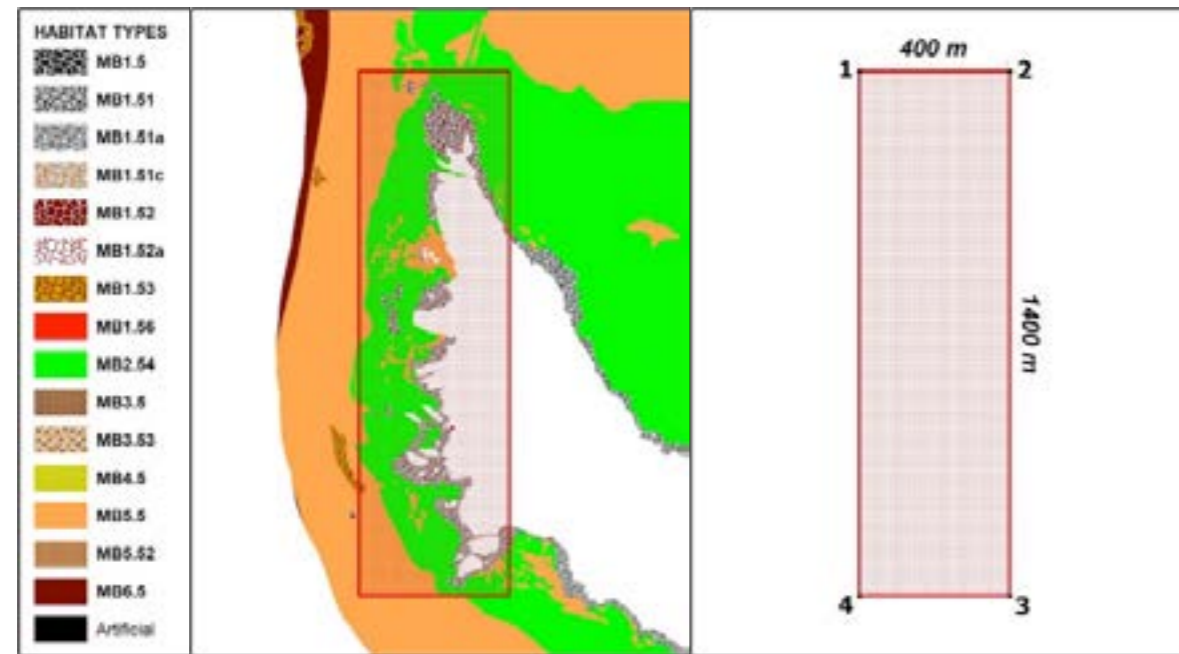 HABITAT TYPES
MB1.5
MB1.51
MB1.51a
MB1.51c
MB1.52
MB1.52a
MB1.53
MB1.56
MB2.54
MB3.5
MB3.53
MB4.5
MB5.5
MB5.52
MB6.5
Artificial
400 m
1
2
1400 m
4
3